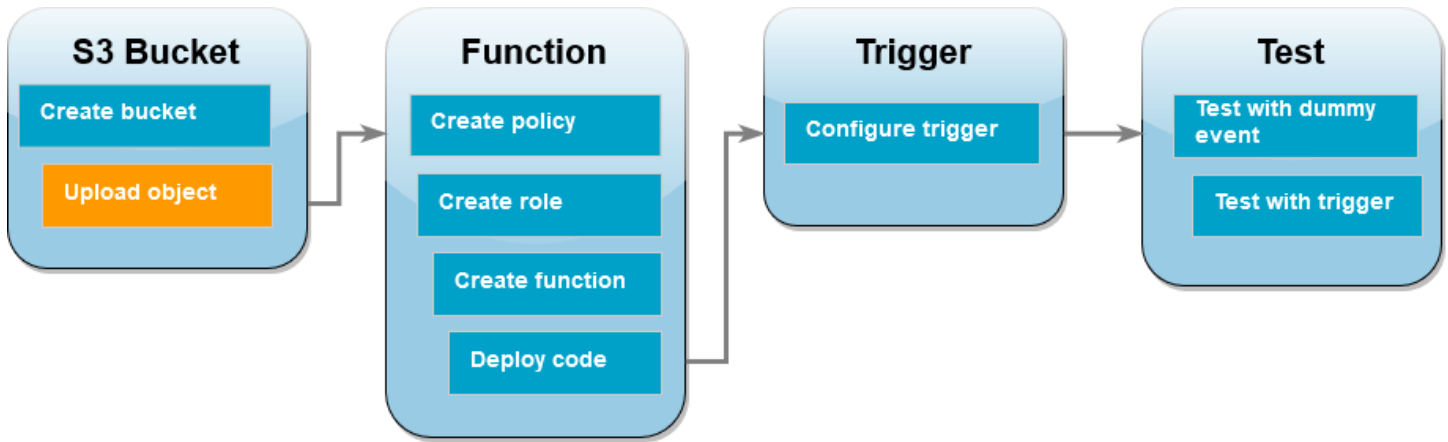 S3 Bucket
Create bucket
Upload object
Function
Create policy
Create role
Create function
Deploy code
Trigger
Configure trigger
Test
Test with dummy
event
Test with trigger